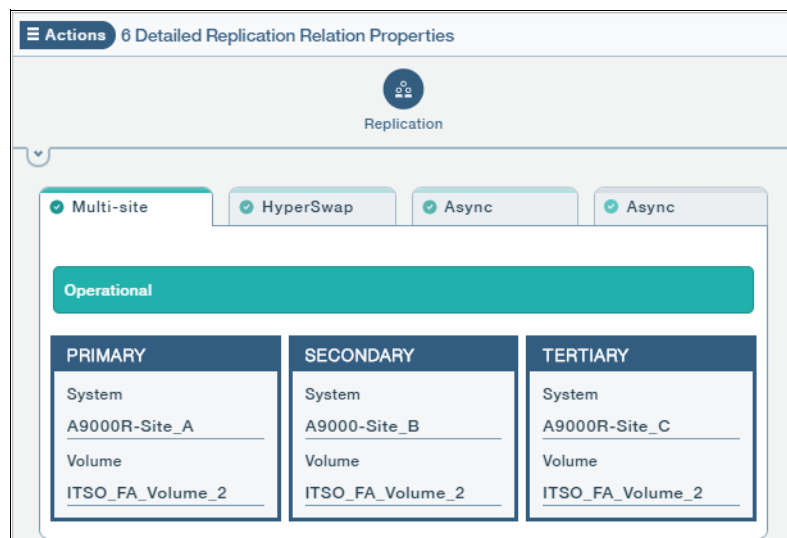 Actions 6 Detailed Replication Relation Properties
Replication
Multi-site HyperSwap Async Async
Operational
PRIMARY SECONDARY TERTIARY
System System System
A9000R-Site_A A9000-Site_B A9000R-Site_C
Volume Volume Volume
ITSO_FA_Volume_2 ITSO_FA_Volume_2 ITSO_FA_Volume_2